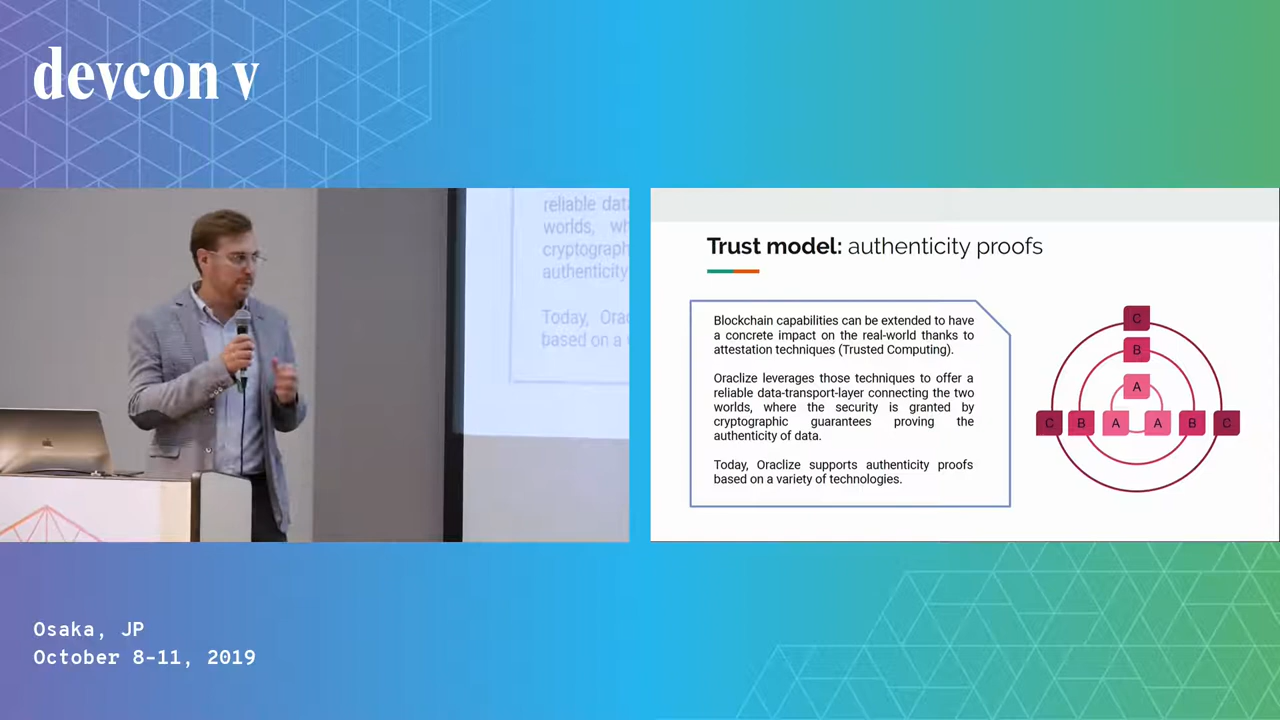 devcon v
reliable data
worlds, wh
cryptograph
authenticity
Today, Orac
based on a
Trust model: authenticity proofs
Blockchain capabilities can be extended to have
a concrete impact on the real-world thanks to
attestation techniques (Trusted Computing).
Oraclize leverages those techniques to offer a
reliable data-transport-layer connecting the two
worlds, where the security is granted by
cryptographic guarantees proving the
authenticity of data.
Today, Oraclize supports authenticity proofs
based on a variety of technologies.
C
B
A
C B A A B C
Osaka, JP
October 8-11, 2019